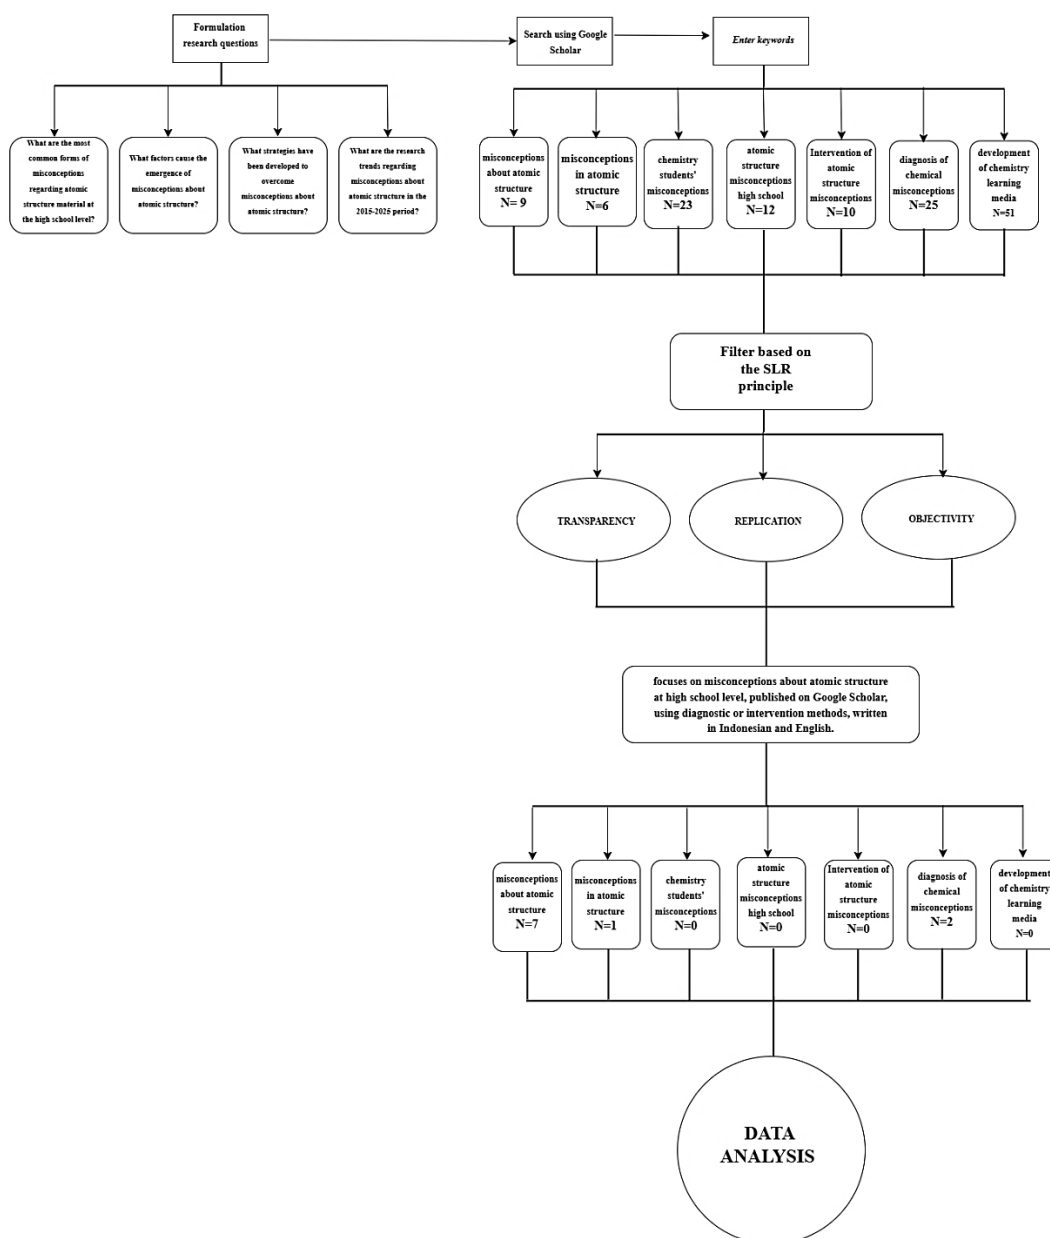 Formulation
research questions
Search using Google
Scholar
Enter keywords
What are the most
common forms of
misconceptions
regarding atomic
structure material at
the high school level?
What factors cause the
emergence of
misconceptions about
atomic structure?
What strategies have
been developed to
overcome
misconceptions about
atomic structure?
What are the research
trends regarding
misconceptions about
atomic structure in the
2015-2025 period?
misconceptions
about atomic
structure
N= 9
misconceptions
in atomic
structure
N=6
chemistry
students'
misconceptions
N=23
atomic
structure
misconceptions
high school
N=12
Intervention of
atomic
structure
misconceptions
N=10
diagnosis of
chemical
misconceptions
N=25
development
of chemistry
learning
media
N=51
Filter based on
the SLR
principle
TRANSPARENCY
REPLICATION
OBJECTIVITY
focuses on misconceptions about atomic structure
at high school level, published on Google Scholar,
using diagnostic or intervention methods, written
in Indonesian and English.
misconceptions
about atomic
structure
N=7
misconceptions
in atomic
structure
N=1
chemistry
students'
misconceptions
N=0
atomic
structure
misconceptions
high school
N=0
Intervention of
atomic
structure
misconceptions
N=0
diagnosis of
chemical
misconceptions
N=2
development
of chemistry
learning
media
N=0
DATA
ANALYSIS